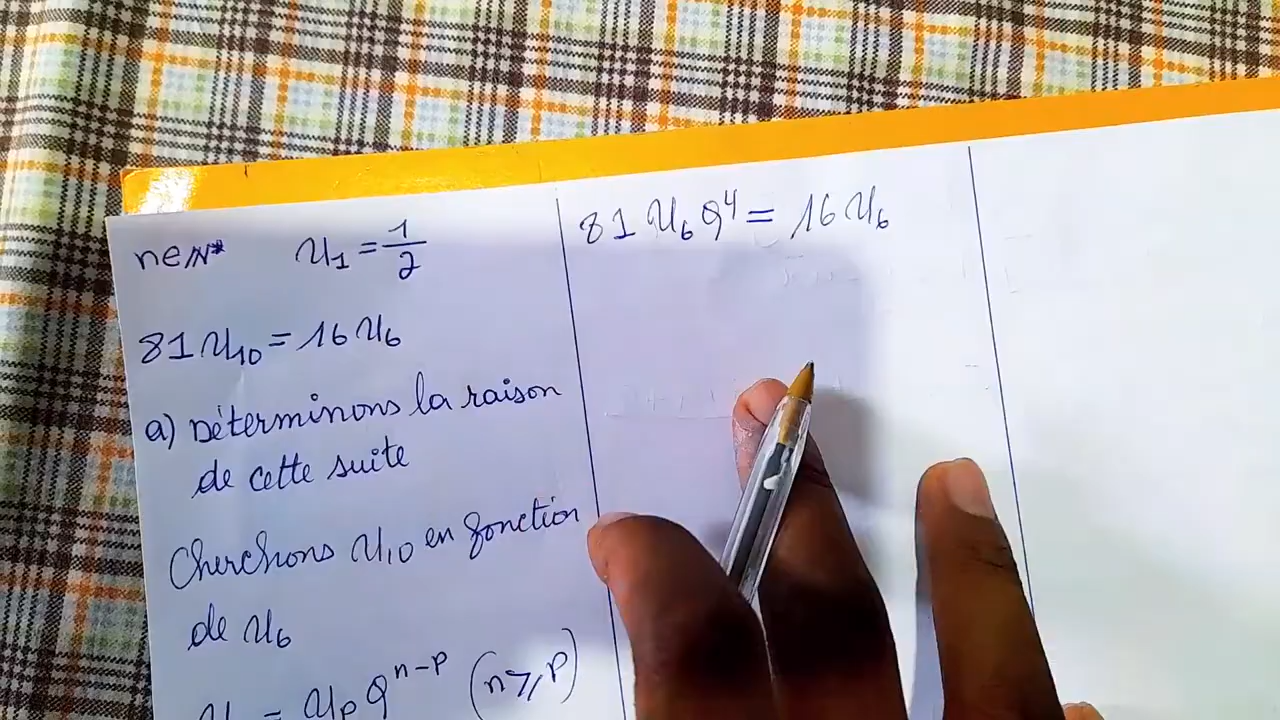 n∈ℕ* U₁ = 1/2
81 U₁₀ = 16 U₆
a) Déterminons la raison
de cette suite
Cherchons U₁₀ en fonction
de U₆
= Uₚ Q^(n-p) (n⩾p)
81 U₆ Q⁴ = 16 U₆